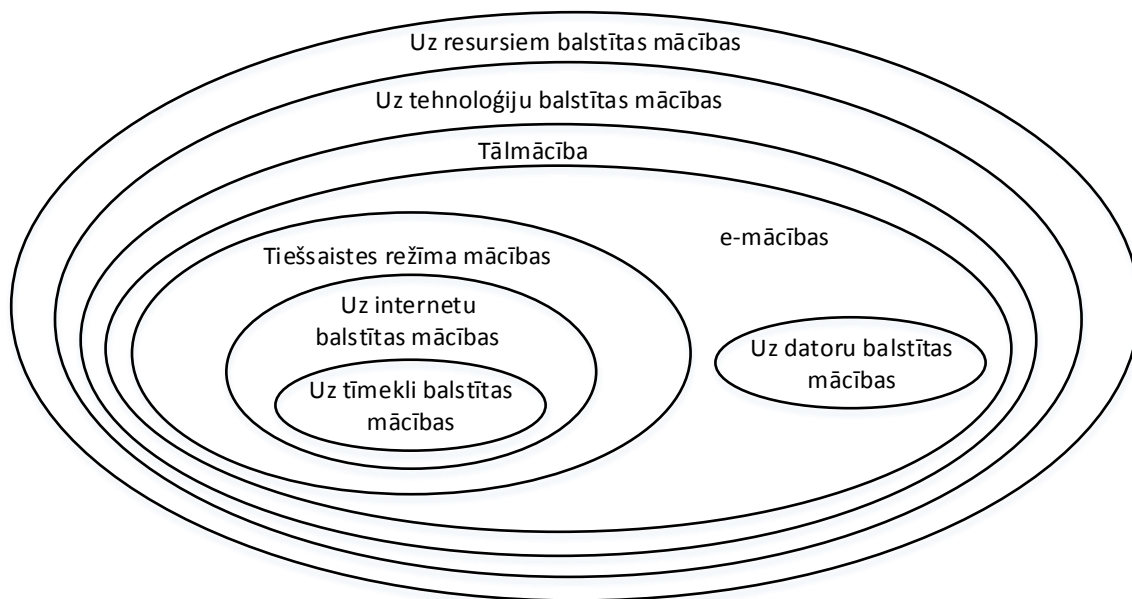 Uz resursiem balstītas mācības
Uz tehnoloģiju balstītas mācības
Tālmācība
e-mācības
Tiešsaistes režīma mācības
Uz internetu
balstītas mācības
Uz tīmekli balstītas
mācības
Uz datoru balstītas
mācības